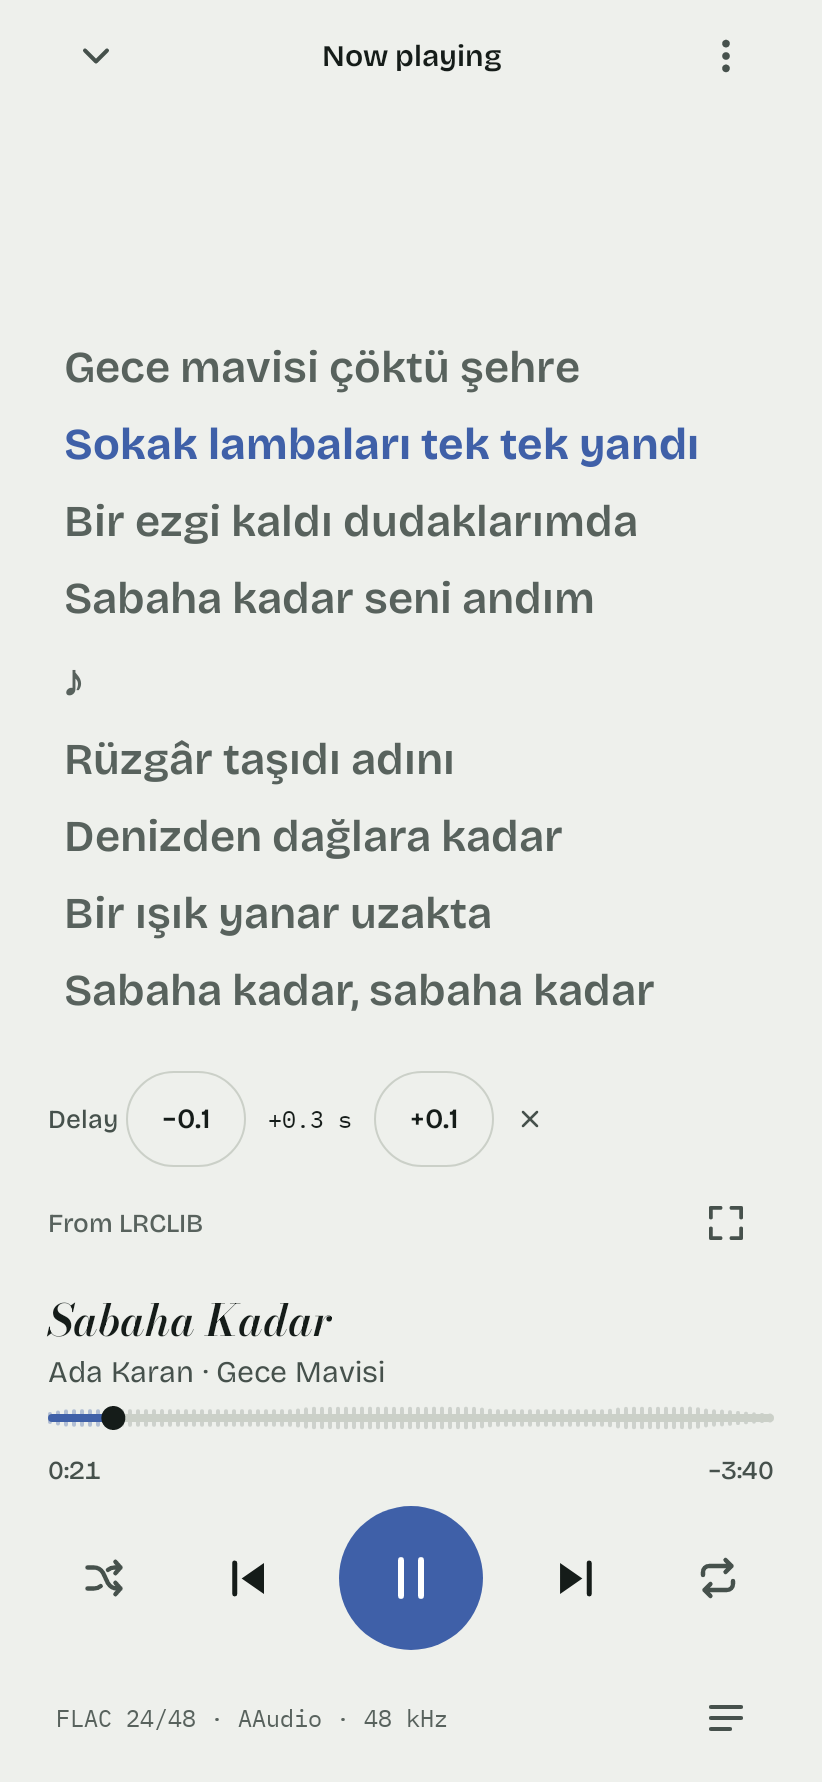 Now playing
Gece mavisi çöktü şehre
Sokak lambaları tek tek yandı
Bir ezgi kaldı dudaklarımda
Sabaha kadar seni andım
♪
Rüzgâr taşıdı adını
Denizden dağlara kadar
Bir ışık yanar uzakta
Sabaha kadar, sabaha kadar
Delay −0.1 +0.3 s +0.1 ×
From LRCLIB
Sabaha Kadar
Ada Karan · Gece Mavisi
0:21 −3:40
FLAC 24/48 · AAudio · 48 kHz